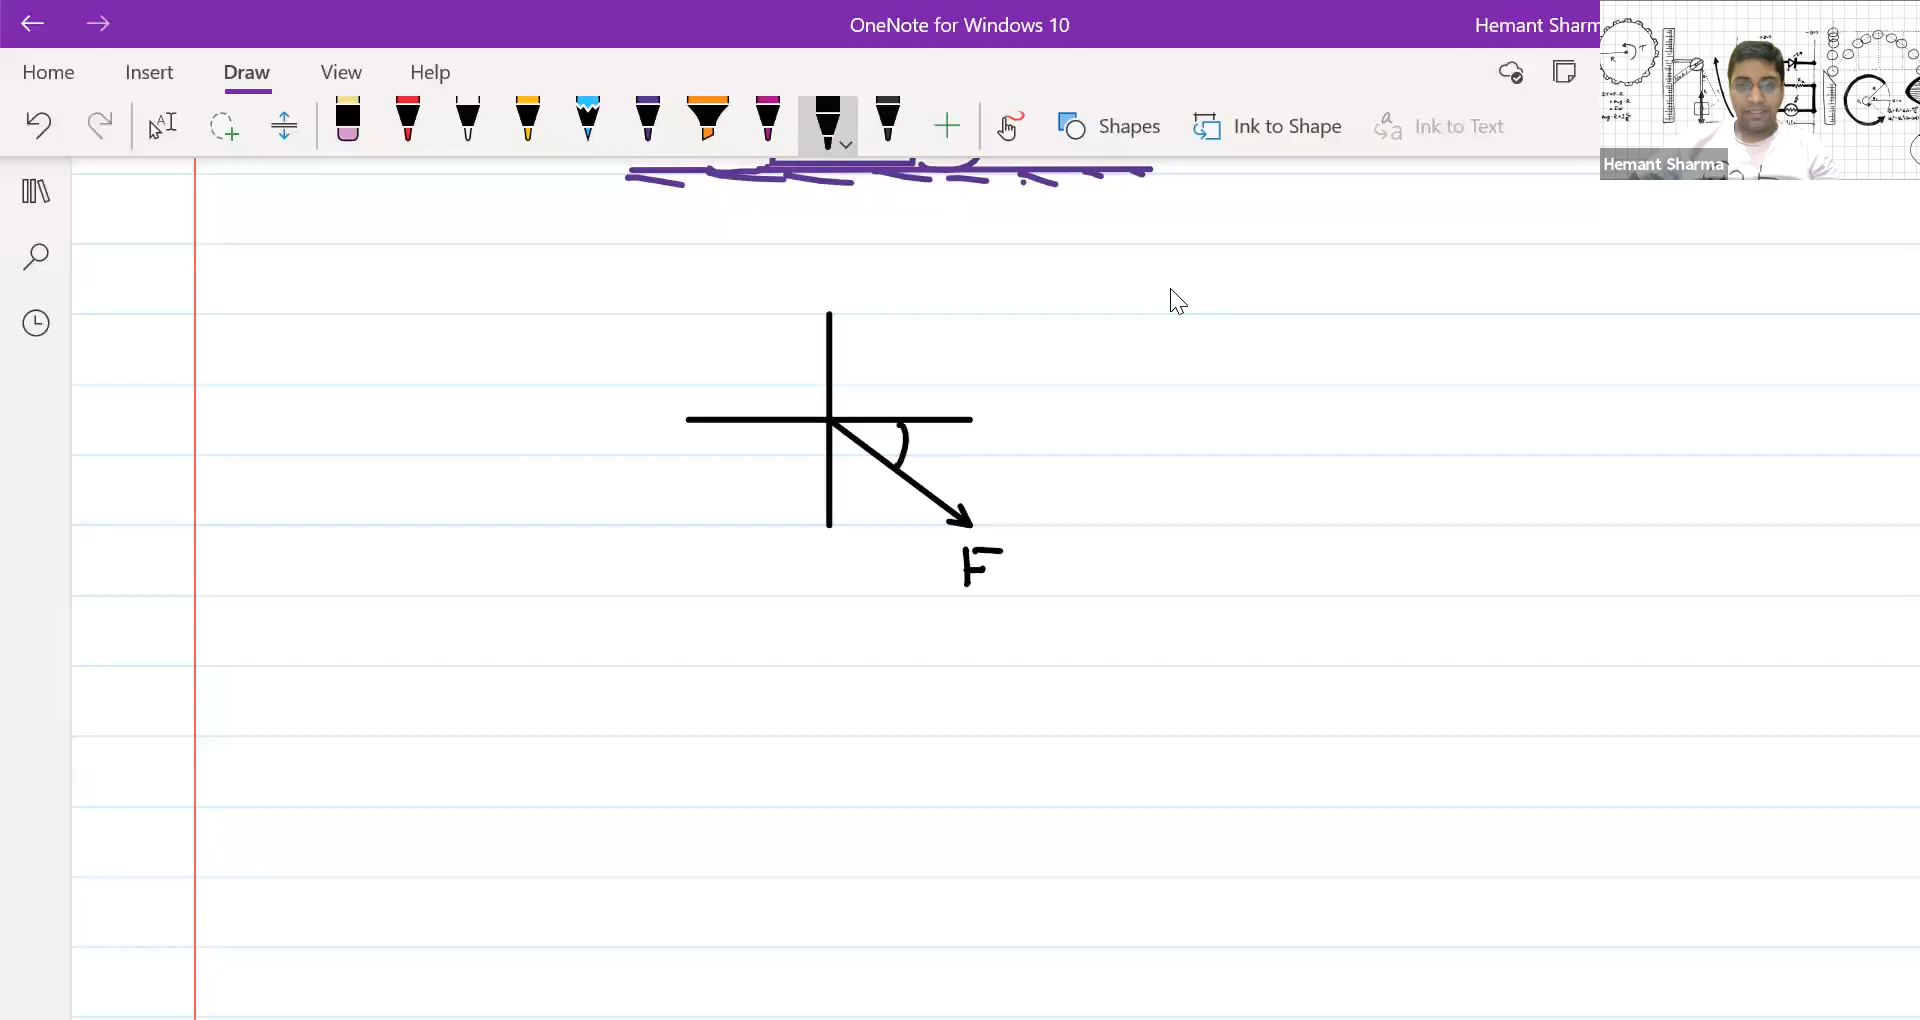 OneNote for Windows 10
Hemant Sharm
Home Insert Draw View Help
Shapes Ink to Shape Ink to Text
Hemant Sharma
F